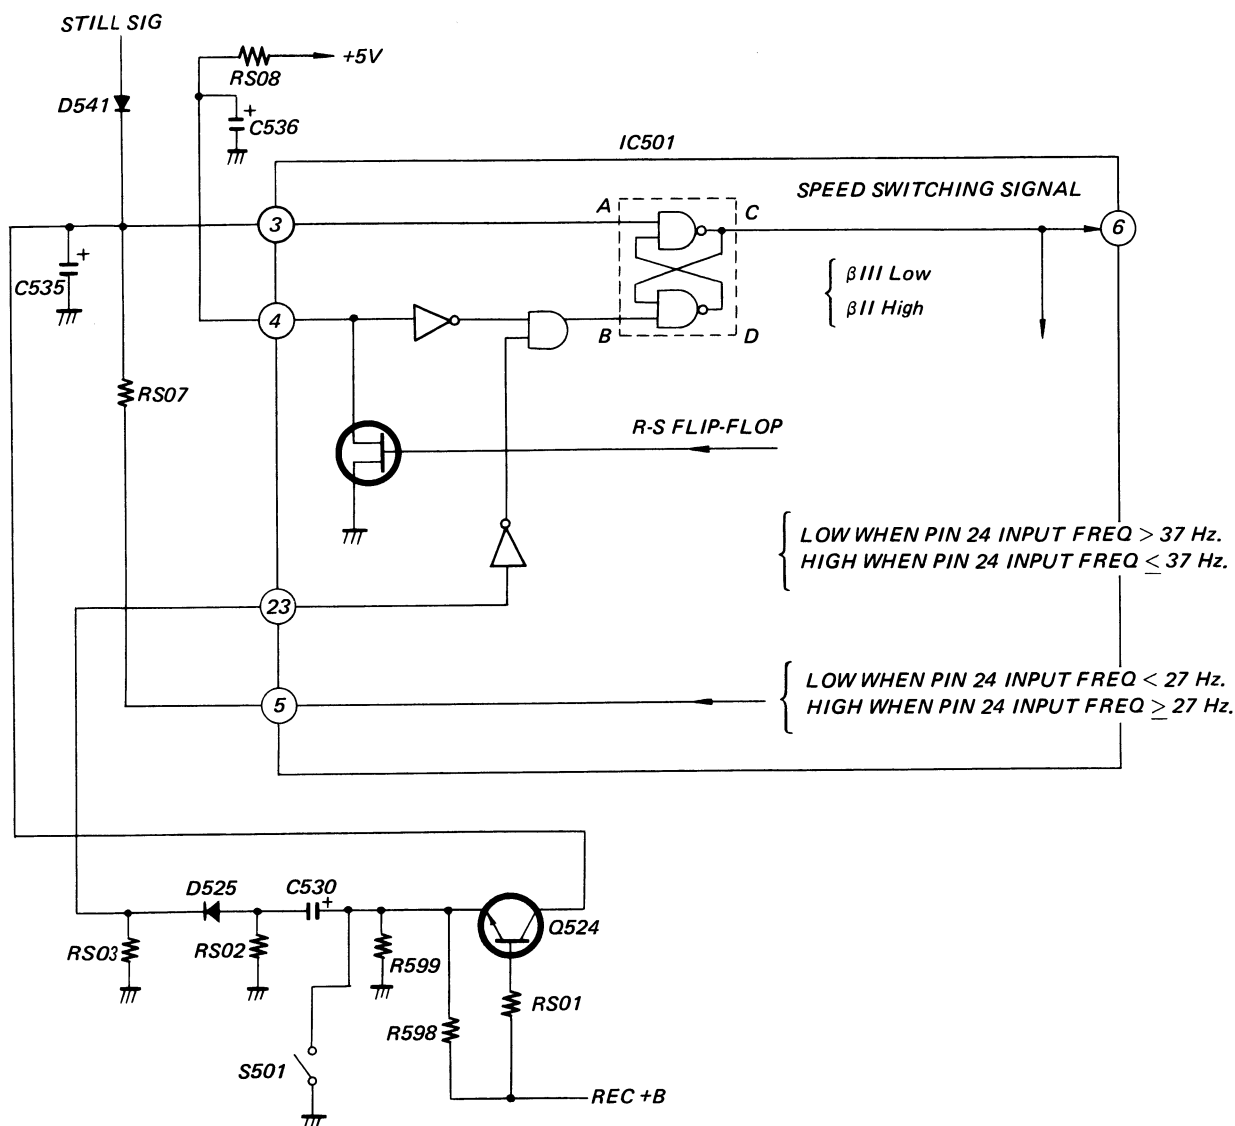 STILL SIG
RS08
+5V
D541
+
C536
IC501
SPEED SWITCHING SIGNAL
A
C
3
6
+
C535
βIII Low
βII High
4
B
D
RS07
R-S FLIP-FLOP
LOW WHEN PIN 24 INPUT FREQ > 37 Hz.
HIGH WHEN PIN 24 INPUT FREQ ≤ 37 Hz.
23
LOW WHEN PIN 24 INPUT FREQ < 27 Hz.
HIGH WHEN PIN 24 INPUT FREQ ≥ 27 Hz.
5
D525
C530
+
Q524
RS03
RS02
R599
RS01
R598
S501
REC +B